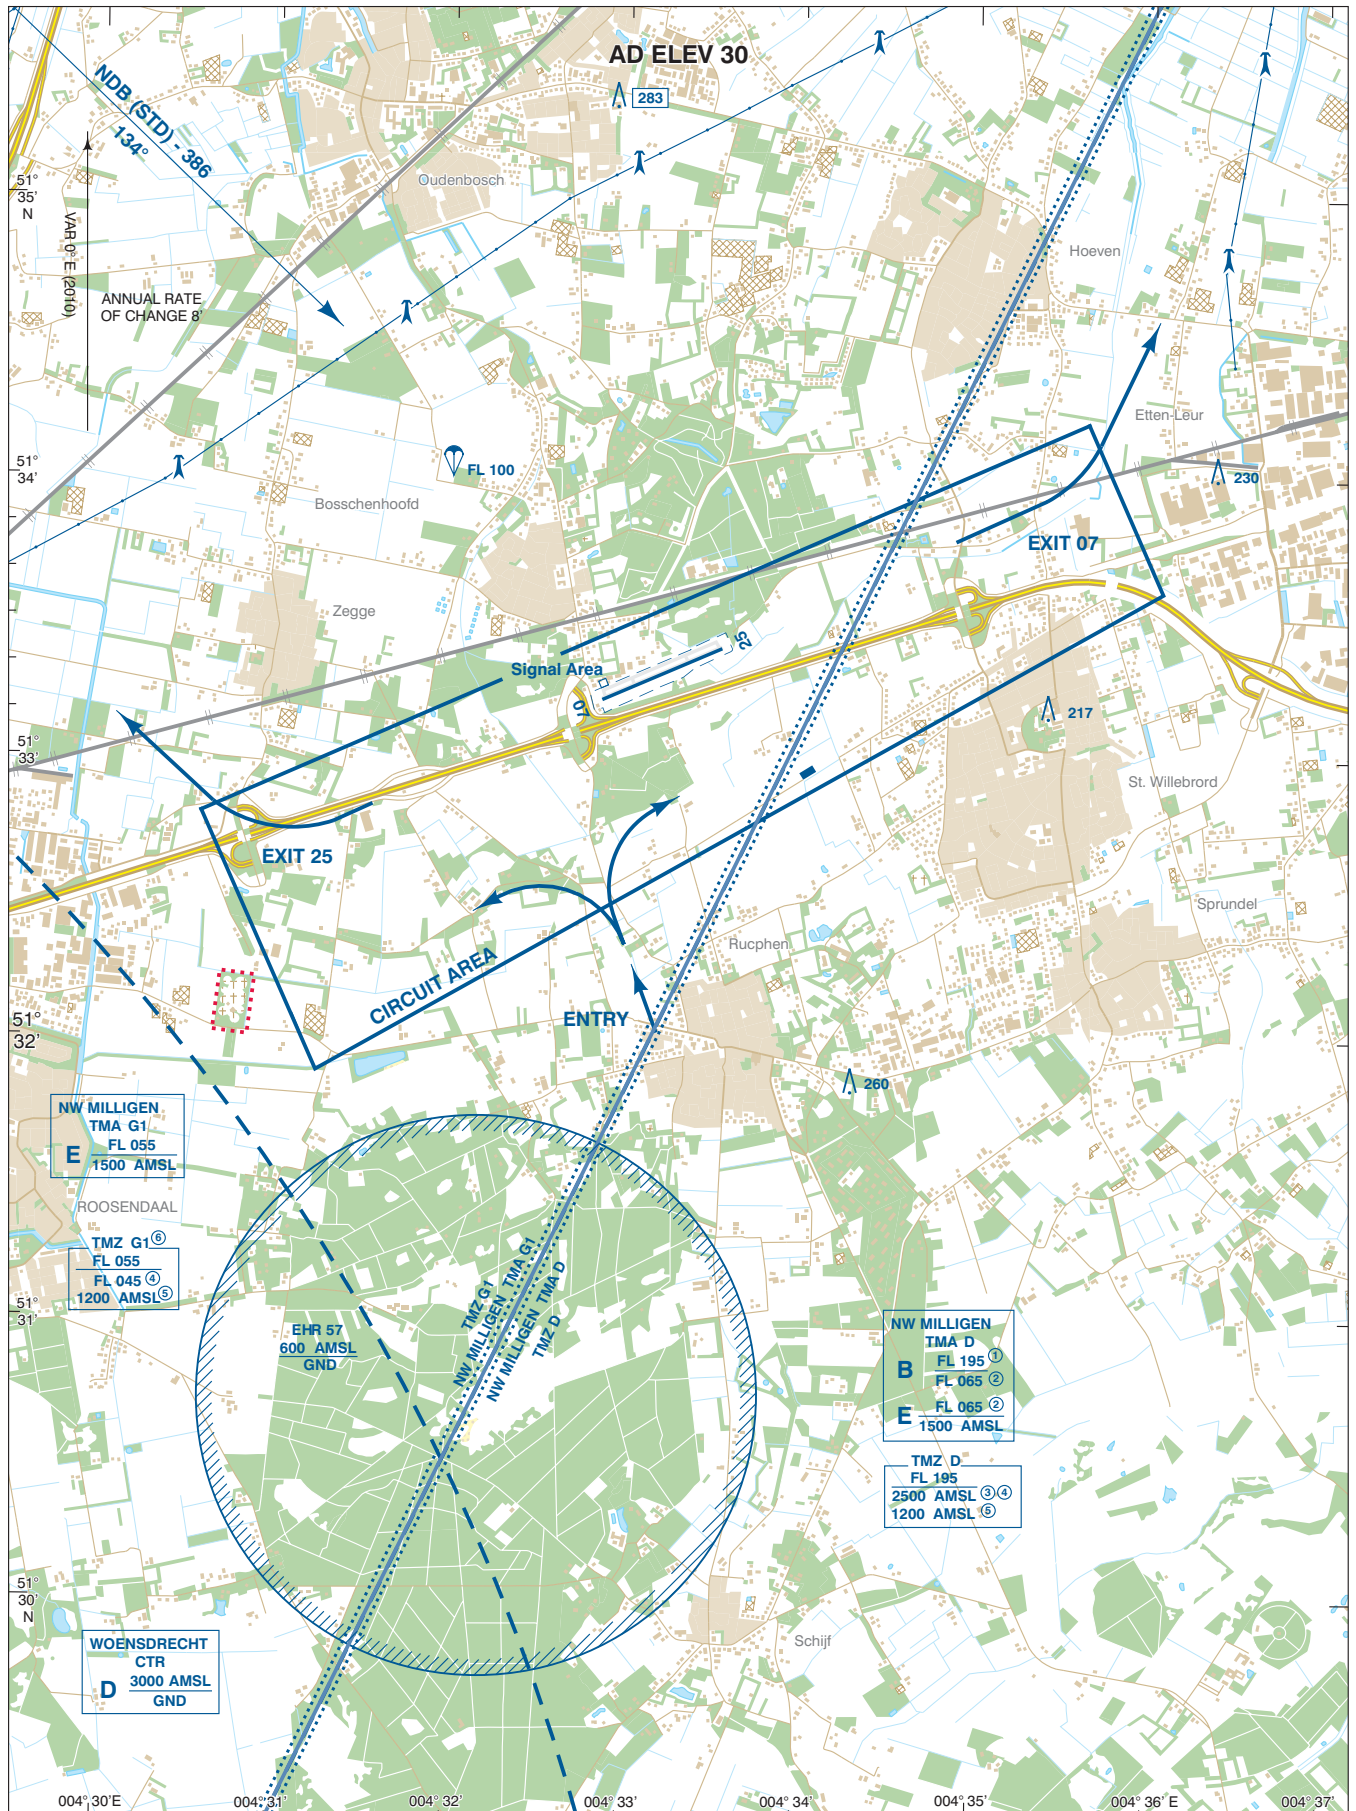 AD ELEV 30
283
NDB (STD) - 386
134°
Oudenbosch
51°
35'
N
VAR 0° E (2010)
ANNUAL RATE
OF CHANGE 8'
Hoeven
Etten-Leur
51°
34'
FL 100
230
Bosschenhoofd
EXIT 07
Zegge
Signal Area
25
07
217
51°
33'
St. Willebrord
EXIT 25
Sprundel
Rucphen
CIRCUIT AREA
ENTRY
51°
32'
260
NW MILLIGEN
TMA G1
E
FL 055
1500 AMSL
ROOSENDAAL
TMZ G1 ⑥
FL 055
FL 045 ④
1200 AMSL ⑤
51°
31'
EHR 57
600 AMSL
GND
TMZ G1
NW MILLIGEN TMA G1
NW MILLIGEN TMA D
TMZ D
NW MILLIGEN
TMA D
B
FL 195 ①
FL 065 ②
E
FL 065 ②
1500 AMSL
TMZ D
FL 195
2500 AMSL ③④
1200 AMSL ⑤
51°
30'
N
Schijf
WOENSDRECHT
CTR
D
3000 AMSL
GND
004° 30'E
004° 31'
004° 32'
004° 33'
004° 34'
004° 35'
004° 36' E
004° 37'